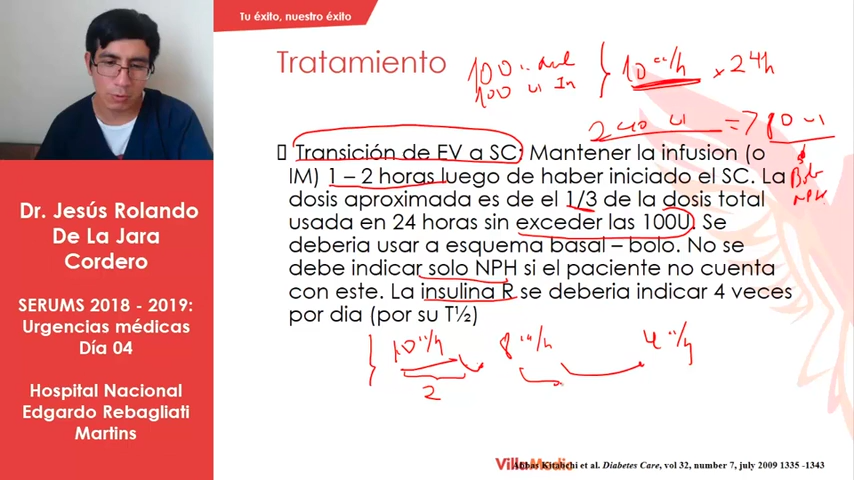 Tu éxito, nuestro éxito
Tratamiento
100
100 UI In
10 cc/h x 24h
240 UI = 780 UI
Transición de EV a SC: Mantener la infusion (o
IM) 1 – 2 horas luego de haber iniciado el SC. La
dosis aproximada es de el 1/3 de la dosis total
usada en 24 horas sin exceder las 100U. Se
deberia usar a esquema basal – bolo. No se
debe indicar solo NPH si el paciente no cuenta
con este. La insulina R se deberia indicar 4 veces
por dia (por su T½)
NPH
10 cc/h 8 cc/h 4 cc/h
2
Dr. Jesús Rolando
De La Jara
Cordero
SERUMS 2018 - 2019:
Urgencias médicas
Día 04
Hospital Nacional
Edgardo Rebagliati
Martins
Abbas Kitabchi et al. Diabetes Care, vol 32, number 7, july 2009 1335 -1343